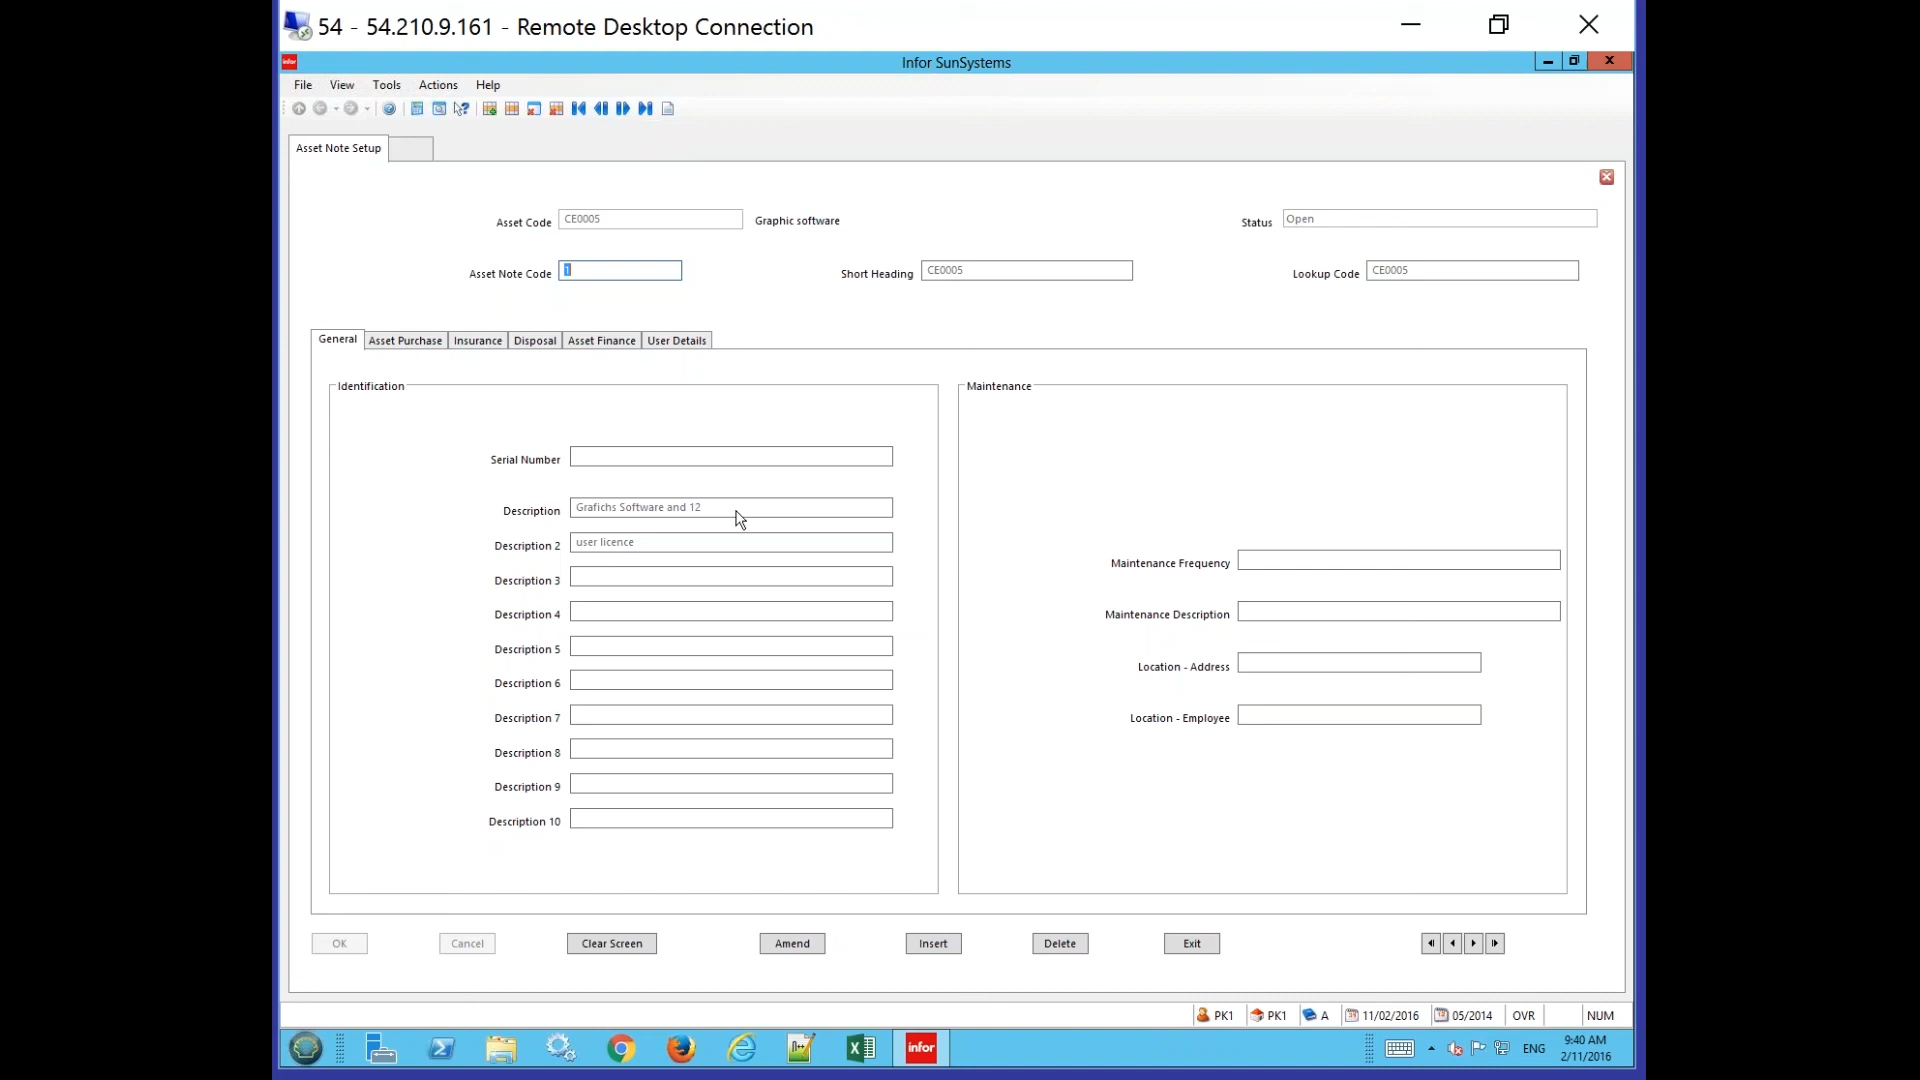 54 - 54.210.9.161 - Remote Desktop Connection
infor
Infor SunSystems
File View Tools Actions Help
Asset Note Setup
Asset Code CE0005 Graphic software Status Open
Asset Note Code 1 Short Heading CE0005 Lookup Code CE0005
General Asset Purchase Insurance Disposal Asset Finance User Details
Identification Maintenance
Serial Number
Description Grafichs Software and 12
Description 2 user licence
Maintenance Frequency
Description 3
Description 4 Maintenance Description
Description 5
Location - Address
Description 6
Description 7 Location - Employee
Description 8
Description 9
Description 10
OK Cancel Clear Screen Amend Insert Delete Exit
PK1 PK1 A 11/02/2016 05/2014 OVR NUM
infor ENG 9:40 AM
2/11/2016